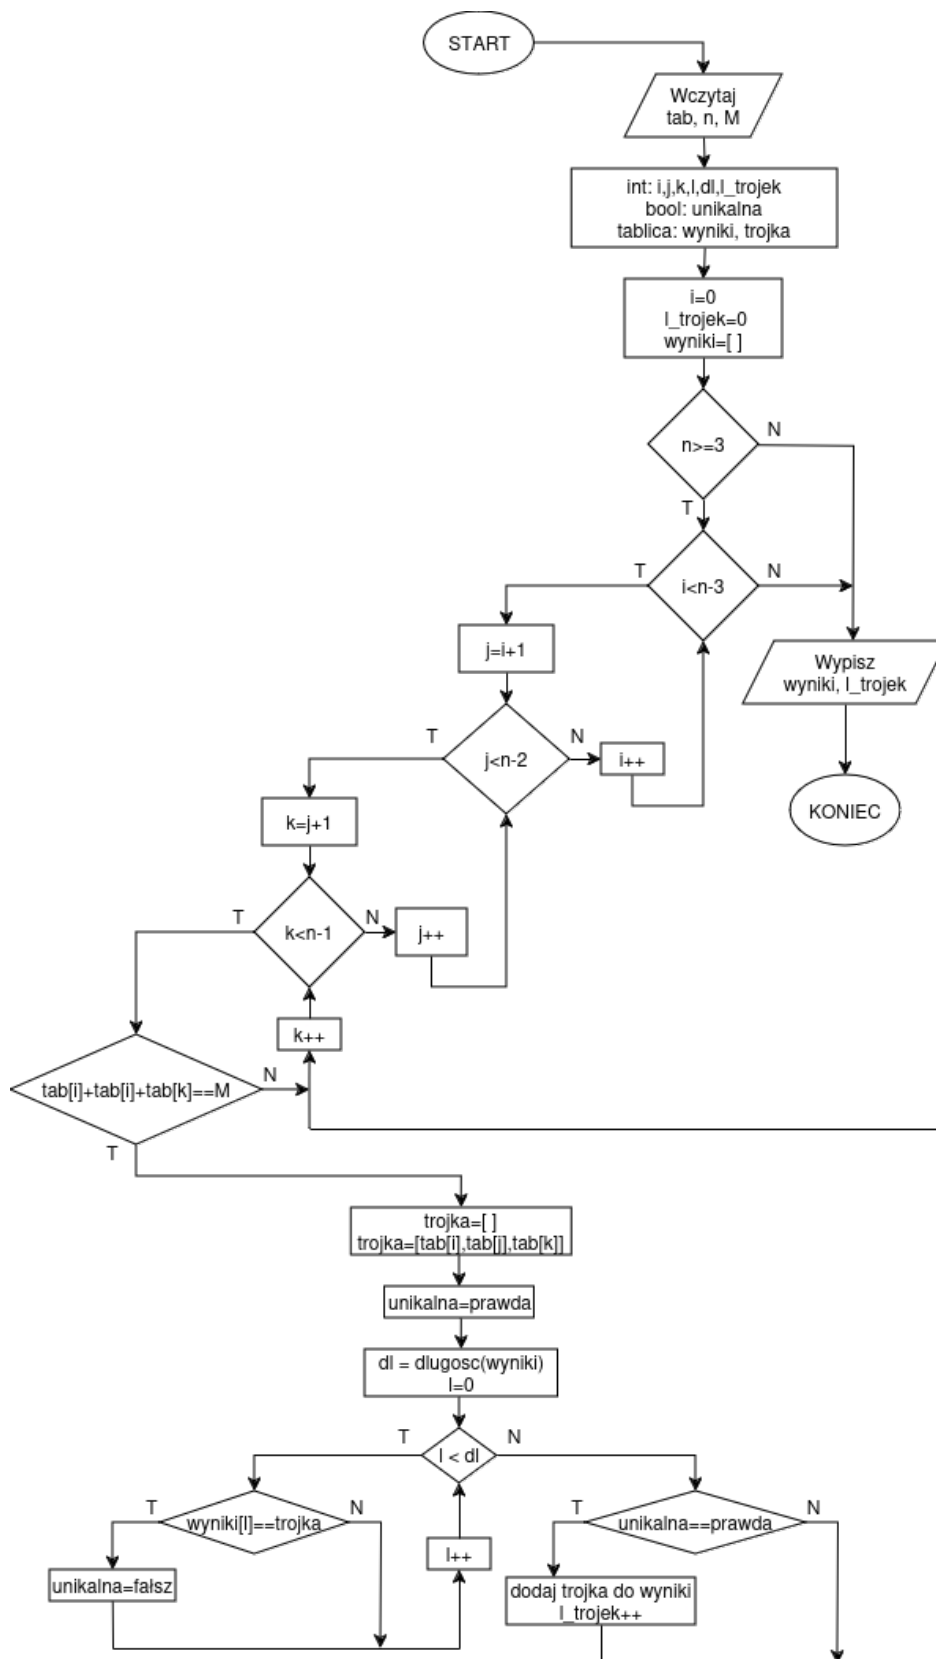 START
Wczytaj
tab, n, M
int: i,j,k,l,dl,l_trojek
bool: unikalna
tablica: wyniki, trojka
i=0
l_trojek=0
wyniki=[ ]
n>=3
N
T
T
i<n-3
N
j=i+1
Wypisz
wyniki, l_trojek
T
j<n-2
N
i++
k=j+1
KONIEC
T
k<n-1
N
j++
k++
tab[i]+tab[i]+tab[k]==M
N
T
trojka=[ ]
trojka=[tab[i],tab[j],tab[k]]
unikalna=prawda
dl = dlugosc(wyniki)
l=0
T
l < dl
N
T
wyniki[l]==trojka
N
T
unikalna==prawda
N
l++
unikalna=fałsz
dodaj trojka do wyniki
l_trojek++